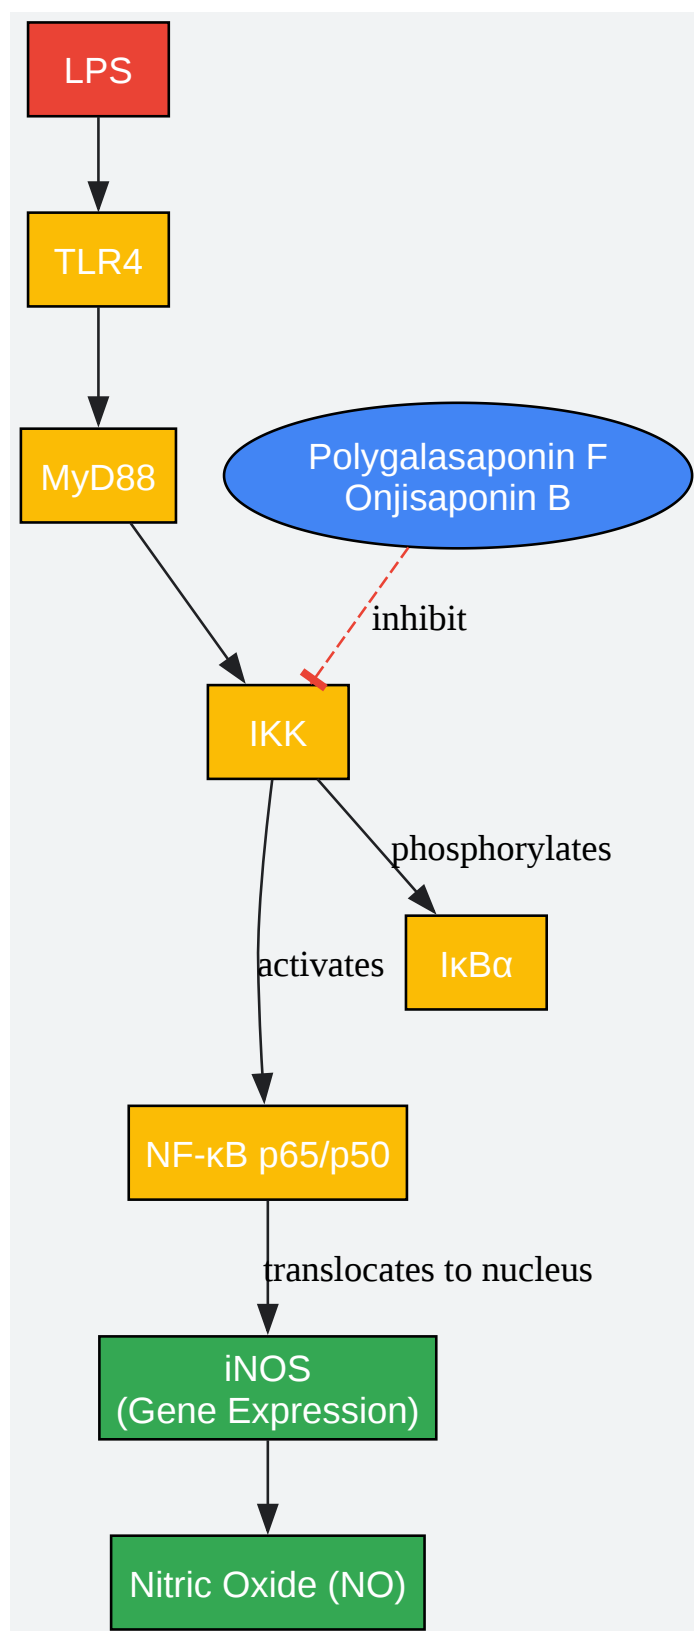 LPS
TLR4
MyD88
Polygalasaponin F
Onjisaponin B
inhibit
IKK
phosphorylates
activates
IκBα
NF-κB p65/p50
translocates to nucleus
iNOS
(Gene Expression)
Nitric Oxide (NO)